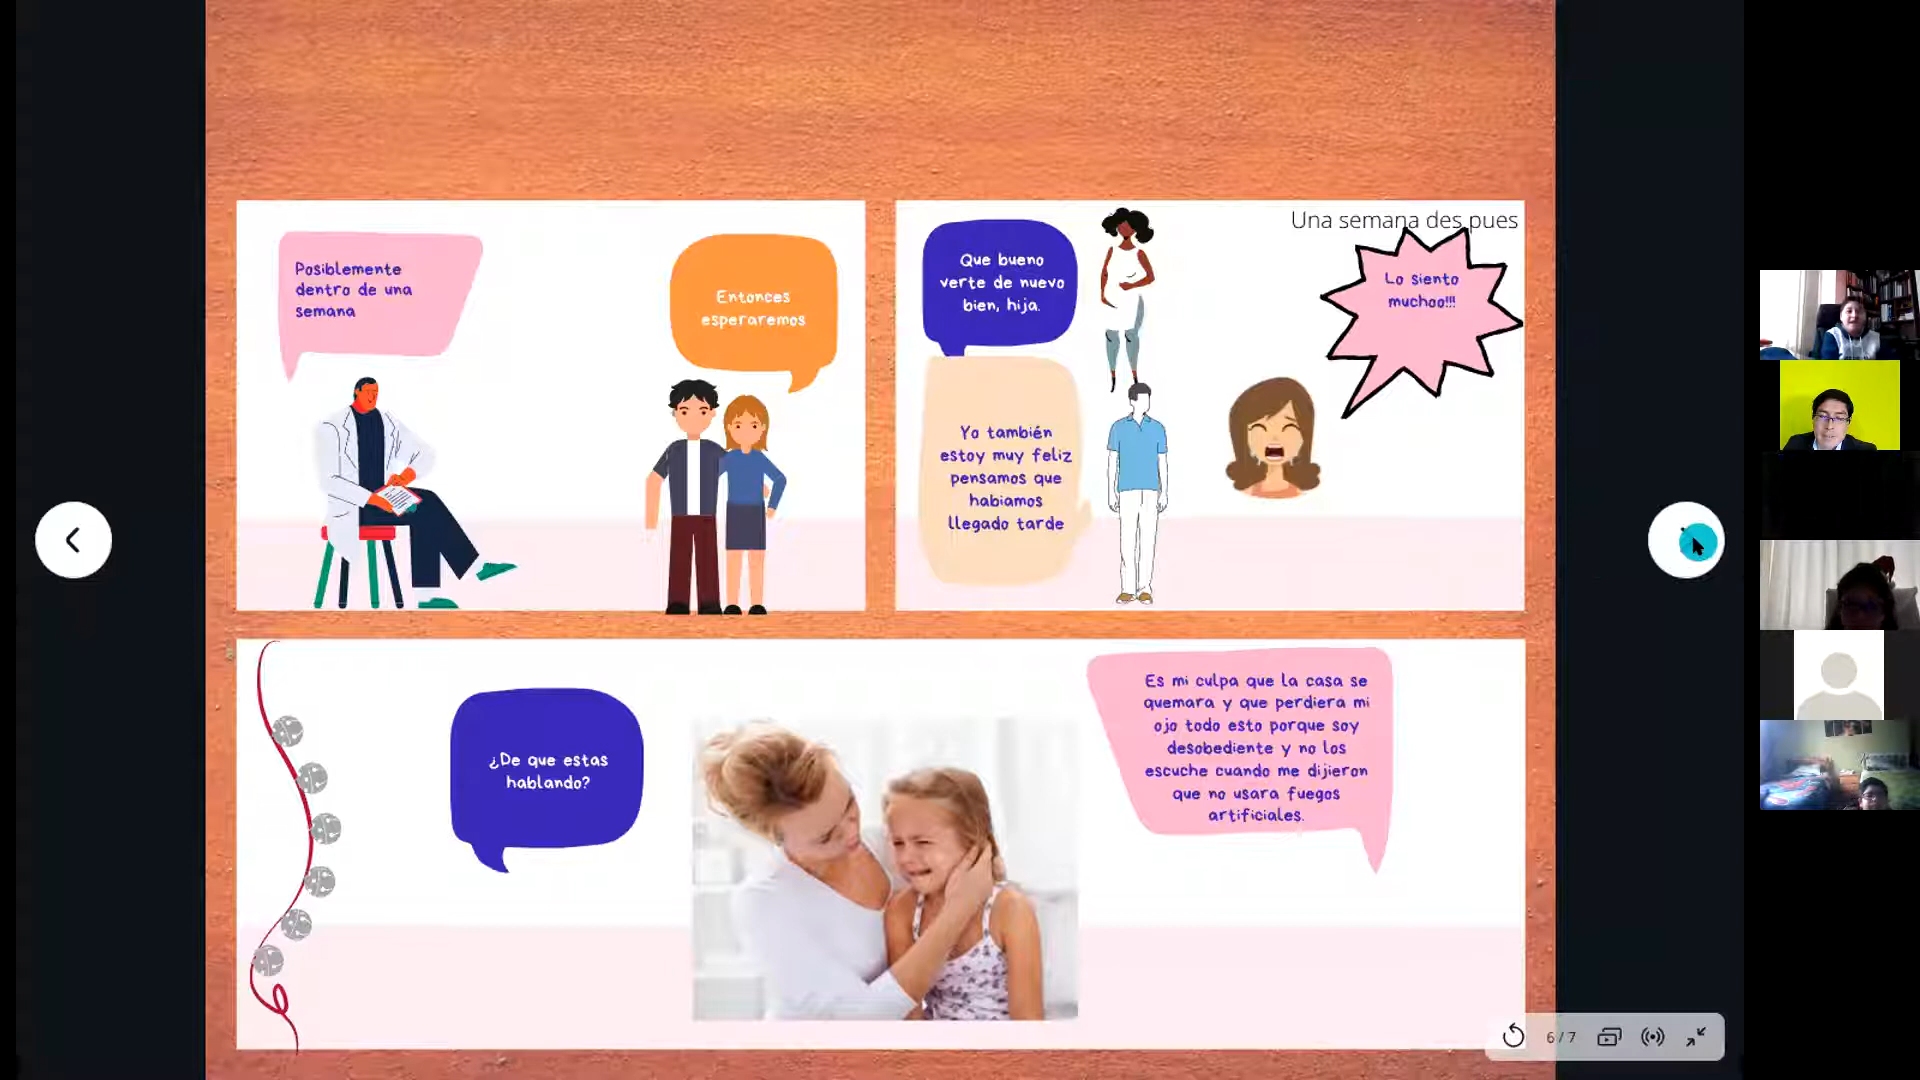 Posiblemente
dentro de una
semana
Entonces
esperaremos
Una semana des pues
Que bueno
verte de nuevo
bien, hija.
Lo siento
muchoo!!!
Yo también
estoy muy feliz
pensamos que
habiamos
llegado tarde
¿De que estas
hablando?
Es mi culpa que la casa se
quemara y que perdiera mi
ojo todo esto porque soy
desobediente y no los
escuche cuando me dijieron
que no usara fuegos
artificiales.
6 / 7